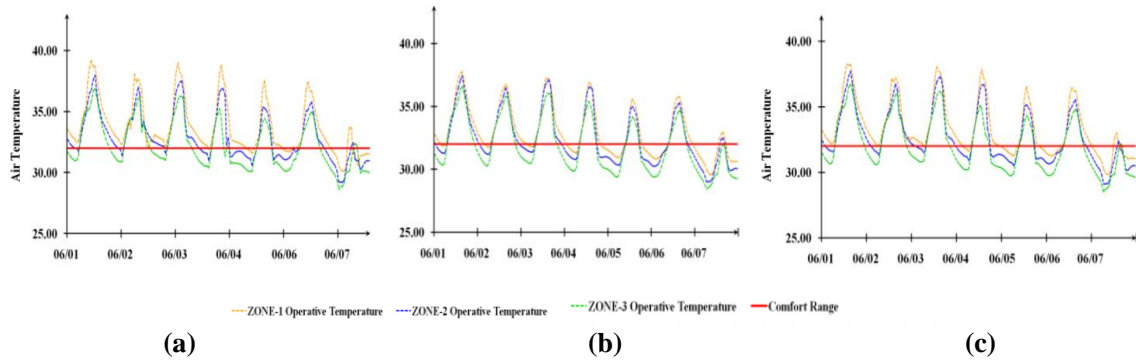 Air Temperature
40.00
35.00
30.00
25.00
06/01 06/02 06/03 06/04 06/06 06/07
40.00
35.00
30.00
25.00
06/01 06/02 06/03 06/04 06/06 06/07
Air Temperature
40.00
35.00
30.00
25.00
06/01 06/02 06/03 06/04 06/06 06/07
ZONE-1 Operative Temperature ZONE-2 Operative Temperature ZONE-3 Operative Temperature Comfort Range
(a) (b) (c)